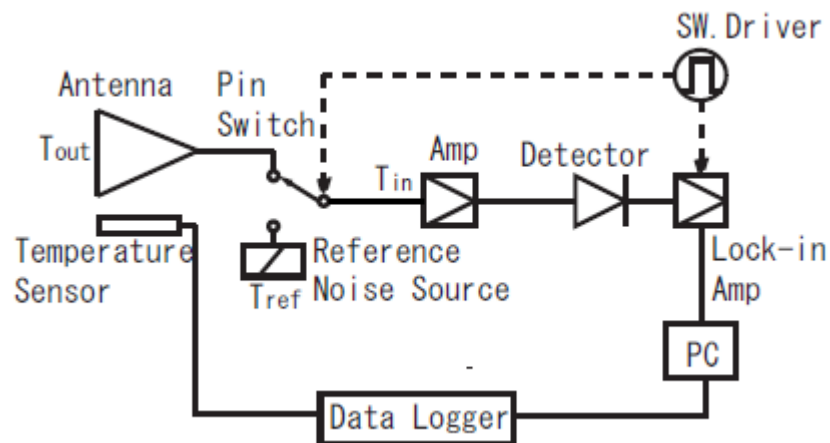 SW.Driver
Antenna
Pin
Switch
Tout
Amp
Detector
Tin
Temperature
Sensor
Reference
Noise Source
Tref
Lock-in
Amp
PC
Data Logger